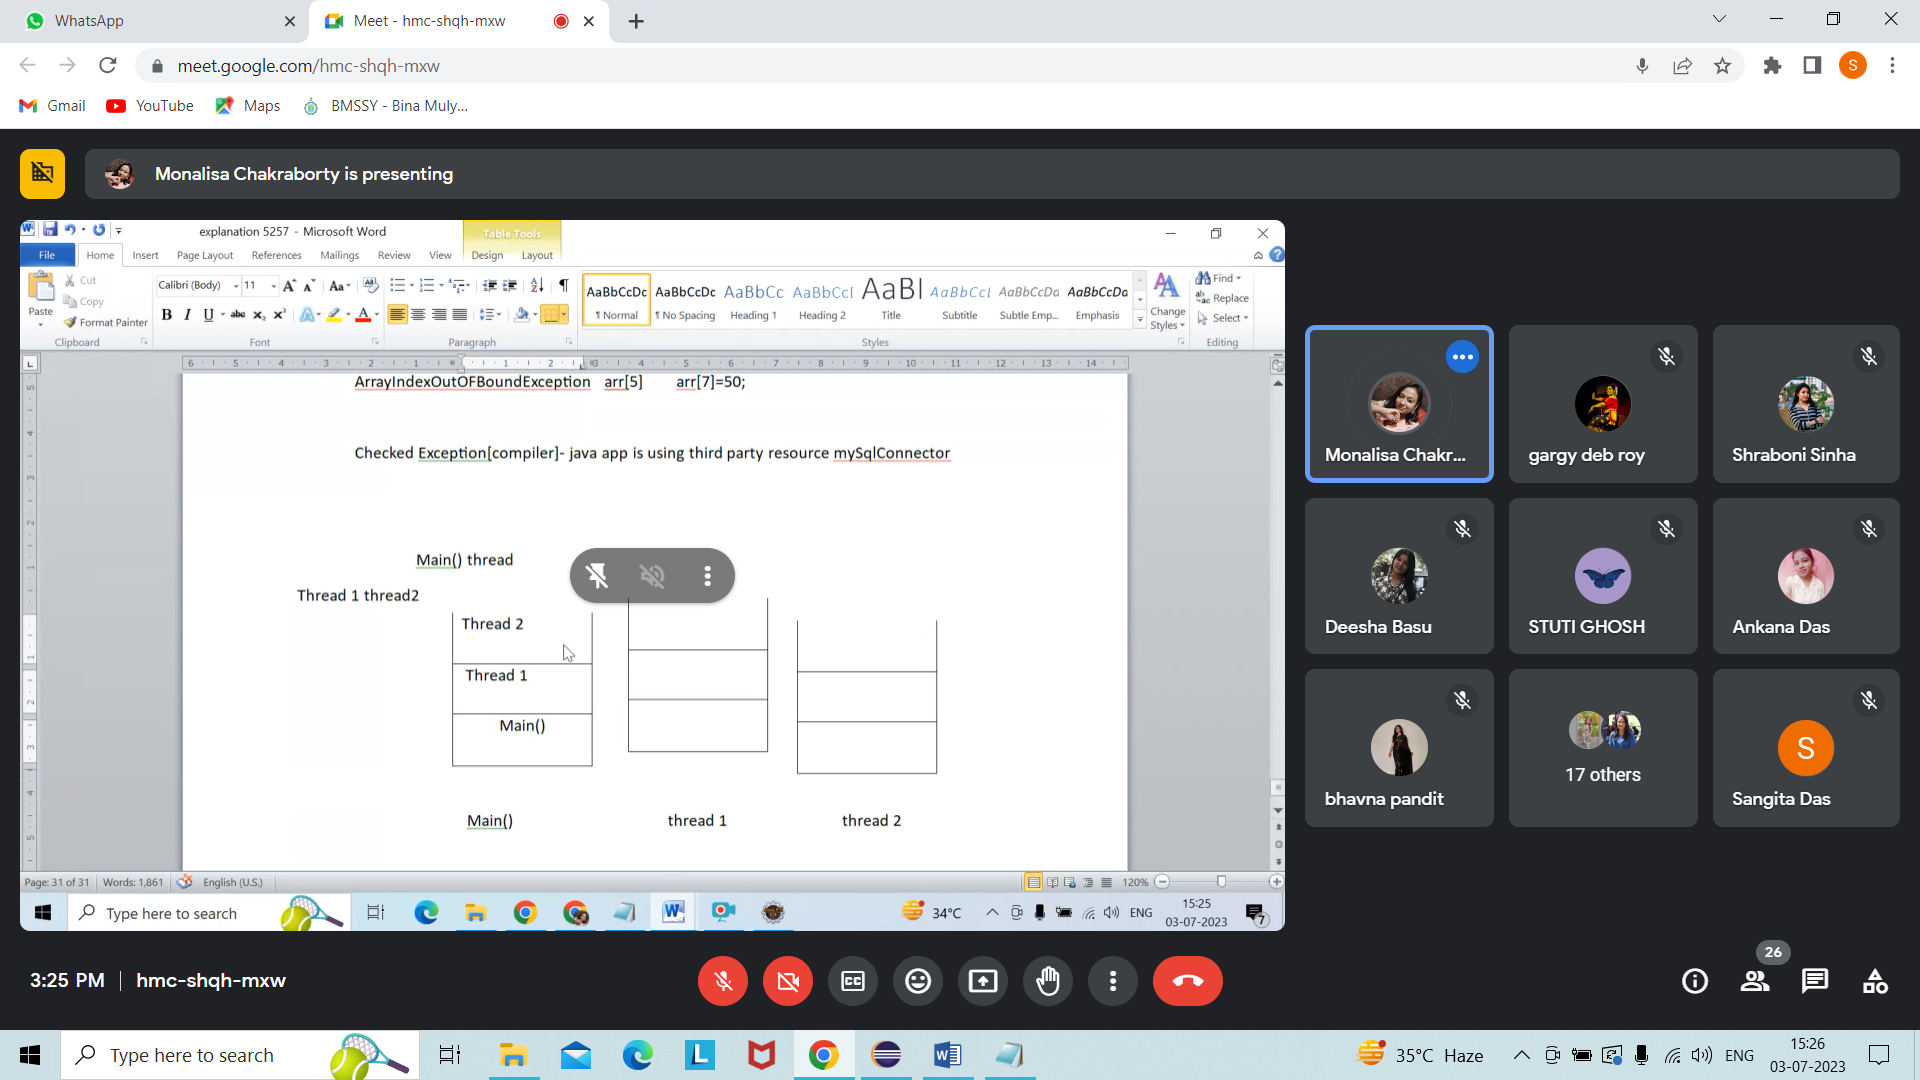 WhatsApp
Meet - hmc-shqh-mxw
meet.google.com/hmc-shqh-mxw
S
Gmail
YouTube
Maps
BMSSY - Bina Muly...
Monalisa Chakraborty is presenting
explanation 5257 - Microsoft Word
Table Tools
File
Home
Insert
Page Layout
References
Mailings
Review
View
Design
Layout
Paste
Cut
Copy
Format Painter
Calibri (Body)
11
AaBbCcDc
¶ Normal
AaBbCcDc
¶ No Spacing
AaBbCc
Heading 1
AaBbCcI
Heading 2
AaBl
Title
AaBbCcI
Subtitle
AaBbCcDa
Subtle Emp...
AaBbCcDa
Emphasis
Change
Styles
Find
Replace
Select
Clipboard
Font
Paragraph
Styles
Editing
ArrayIndexOutOFBoundException arr[5] arr[7]=50;
Checked Exception[compiler]- java app is using third party resource mySqlConnector
Main() thread
Thread 1 thread2
Thread 2
Thread 1
Main()
Main()
thread 1
thread 2
Page: 31 of 31
Words: 1,861
English (U.S.)
120%
Type here to search
34°C
ENG
15:25
03-07-2023
7
Monalisa Chakr...
gargy deb roy
Shraboni Sinha
Deesha Basu
STUTI GHOSH
Ankana Das
bhavna pandit
17 others
S
Sangita Das
3:25 PM
hmc-shqh-mxw
26
Type here to search
35°C Haze
ENG
15:26
03-07-2023